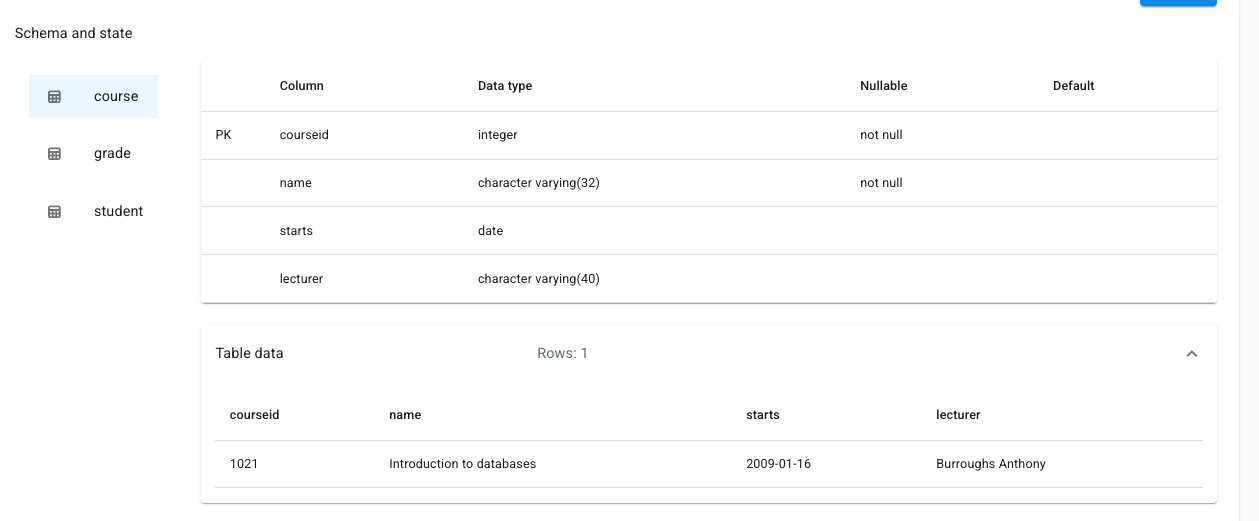 Schema and state
course
grade
student
Column Data type Nullable Default
PK courseid integer not null
name character varying(32) not null
starts date
lecturer character varying(40)
Table data Rows: 1
courseid name starts lecturer
1021 Introduction to databases 2009-01-16 Burroughs Anthony